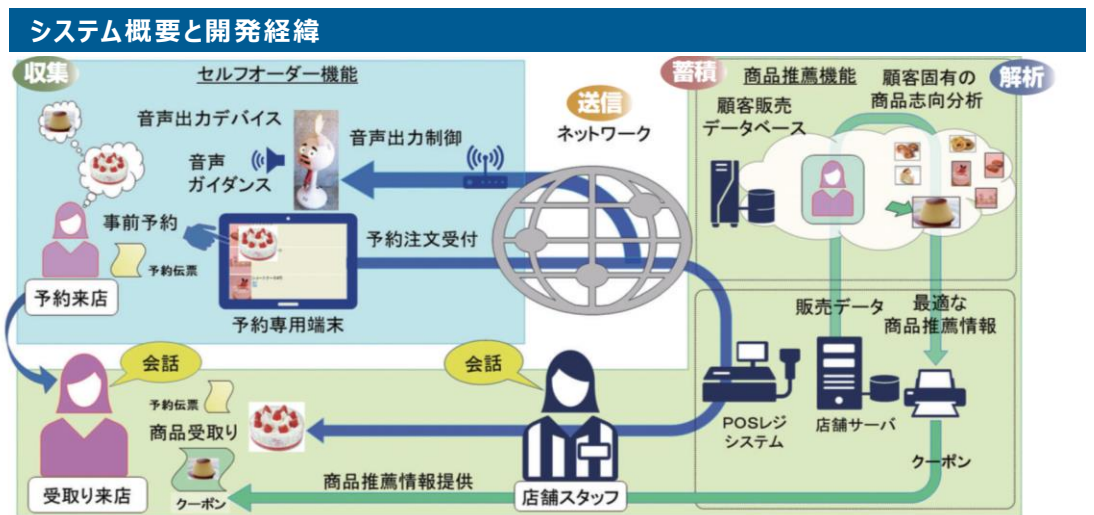 システム概要と開発経緯
収集
セルフオーダー機能
音声出力デバイス
音声
ガイダンス
音声出力制御
事前予約
予約伝票
予約来店
予約注文受付
予約専用端末
送信
ネットワーク
蓄積
商品推薦機能
顧客販売
データベース
顧客固有の
商品志向分析
解析
販売データ
最適な
商品推薦情報
POSレジ
システム
店舗サーバ
クーポン
会話
予約伝票
商品受取り
クーポン
受取り来店
会話
商品推薦情報提供
店舗スタッフ